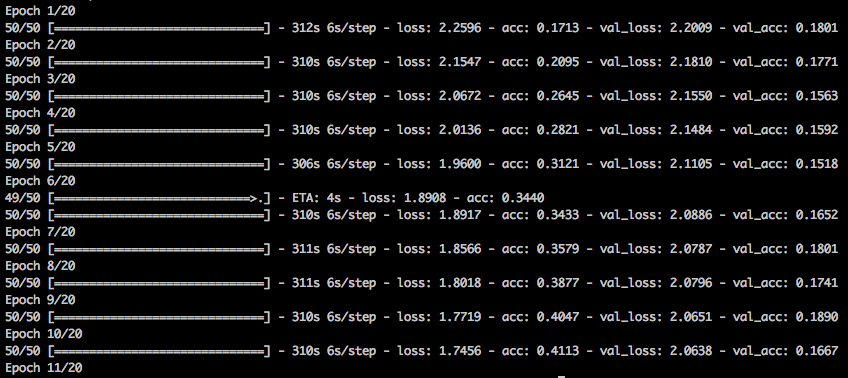 Epoch 1/20
50/50 [==============================] - 312s 6s/step - loss: 2.2596 - acc: 0.1713 - val_loss: 2.2009 - val_acc: 0.1801
Epoch 2/20
50/50 [==============================] - 310s 6s/step - loss: 2.1547 - acc: 0.2095 - val_loss: 2.1810 - val_acc: 0.1771
Epoch 3/20
50/50 [==============================] - 310s 6s/step - loss: 2.0672 - acc: 0.2645 - val_loss: 2.1550 - val_acc: 0.1563
Epoch 4/20
50/50 [==============================] - 310s 6s/step - loss: 2.0136 - acc: 0.2821 - val_loss: 2.1484 - val_acc: 0.1592
Epoch 5/20
50/50 [==============================] - 306s 6s/step - loss: 1.9600 - acc: 0.3121 - val_loss: 2.1105 - val_acc: 0.1518
Epoch 6/20
49/50 [============================>.] - ETA: 4s - loss: 1.8908 - acc: 0.3440
50/50 [==============================] - 310s 6s/step - loss: 1.8917 - acc: 0.3433 - val_loss: 2.0886 - val_acc: 0.1652
Epoch 7/20
50/50 [==============================] - 311s 6s/step - loss: 1.8566 - acc: 0.3579 - val_loss: 2.0787 - val_acc: 0.1801
Epoch 8/20
50/50 [==============================] - 311s 6s/step - loss: 1.8018 - acc: 0.3877 - val_loss: 2.0796 - val_acc: 0.1741
Epoch 9/20
50/50 [==============================] - 310s 6s/step - loss: 1.7719 - acc: 0.4047 - val_loss: 2.0651 - val_acc: 0.1890
Epoch 10/20
50/50 [==============================] - 310s 6s/step - loss: 1.7456 - acc: 0.4113 - val_loss: 2.0638 - val_acc: 0.1667
Epoch 11/20